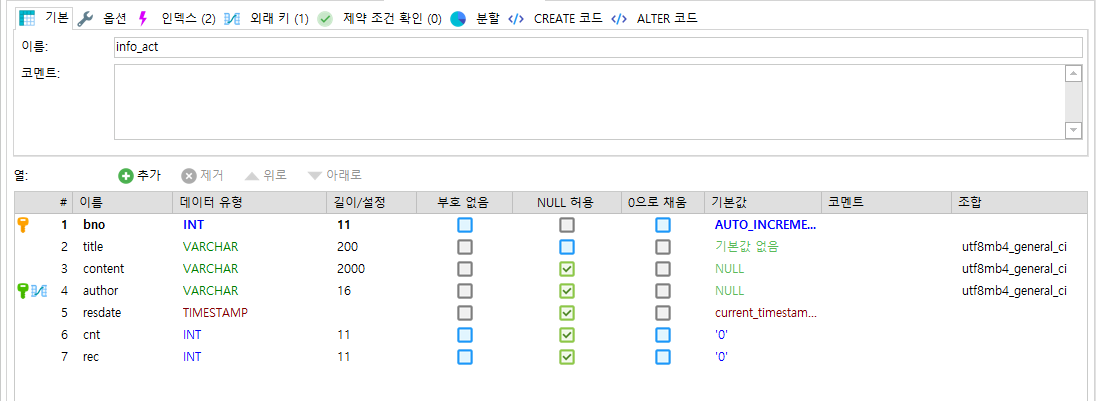 기본 옵션 인덱스 (2) 외래 키 (1) 제약 조건 확인 (0) 분할 CREATE 코드 ALTER 코드
이름: info_act
코멘트:
열: 추가 제거 위로 아래로
# 이름 데이터 유형 길이/설정 부호 없음 NULL 허용 0으로 채움 기본값 코멘트 조합
1 bno INT 11 AUTO_INCREME...
2 title VARCHAR 200 기본값 없음 utf8mb4_general_ci
3 content VARCHAR 2000 NULL utf8mb4_general_ci
4 author VARCHAR 16 NULL utf8mb4_general_ci
5 resdate TIMESTAMP current_timestam...
6 cnt INT 11 '0'
7 rec INT 11 '0'